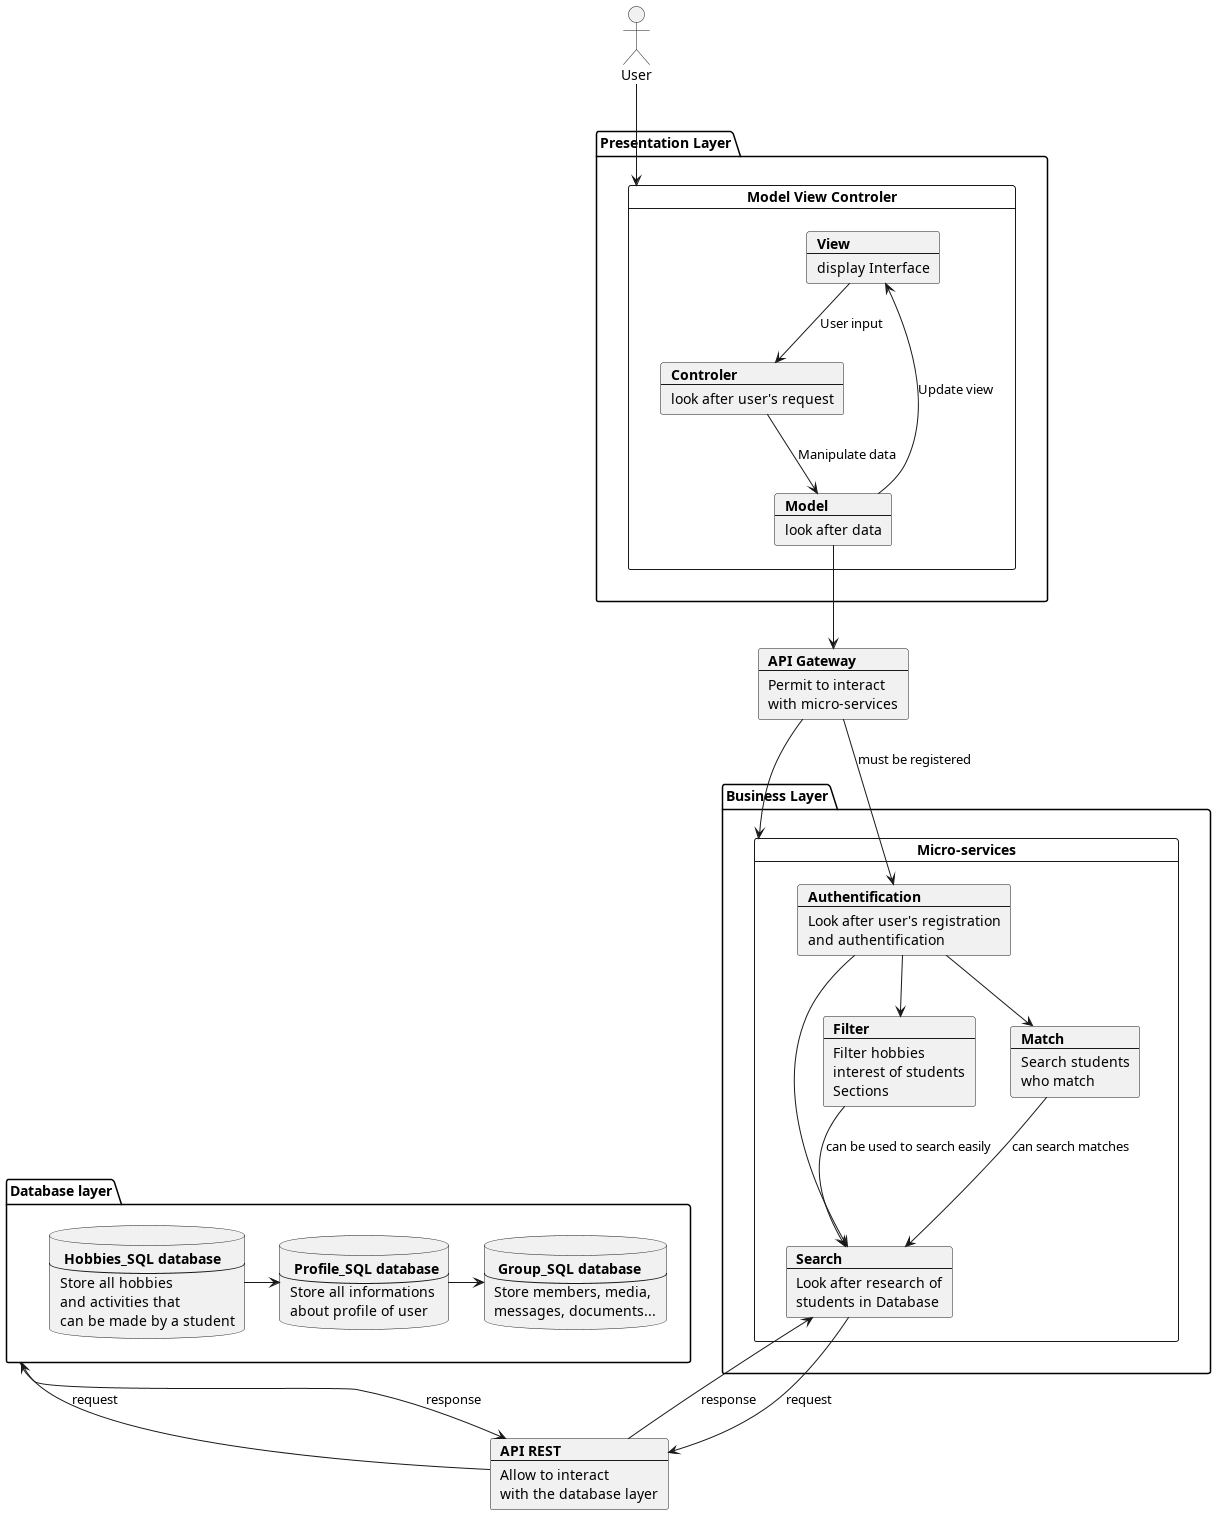 User
Presentation Layer
Model View Controler
View
display Interface
User input
Controler
look after user's request
Update view
Manipulate data
Model
look after data
API Gateway
Permit to interact
with micro-services
must be registered
Business Layer
Micro-services
Authentification
Look after user's registration
and authentification
Filter
Filter hobbies
interest of students
Sections
Match
Search students
who match
can be used to search easily
can search matches
Database layer
Hobbies_SQL database
Store all hobbies
and activities that
can be made by a student
Profile_SQL database
Store all informations
about profile of user
Group_SQL database
Store members, media,
messages, documents...
Search
Look after research of
students in Database
request
response
response
request
API REST
Allow to interact
with the database layer